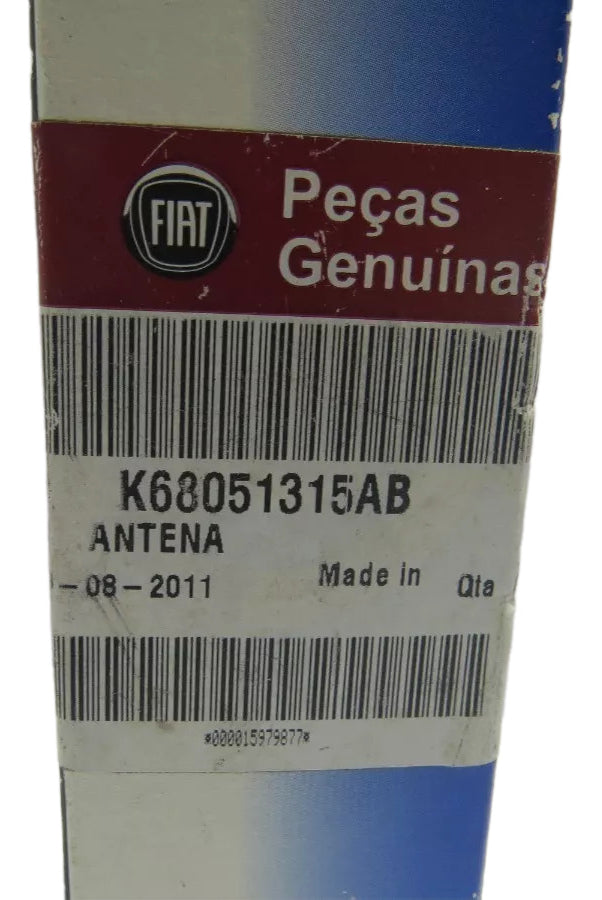 FIAT
Peças
Genuínas
K68051315AB
ANTENA
-08-2011
Made in
Qta
*000015979877*